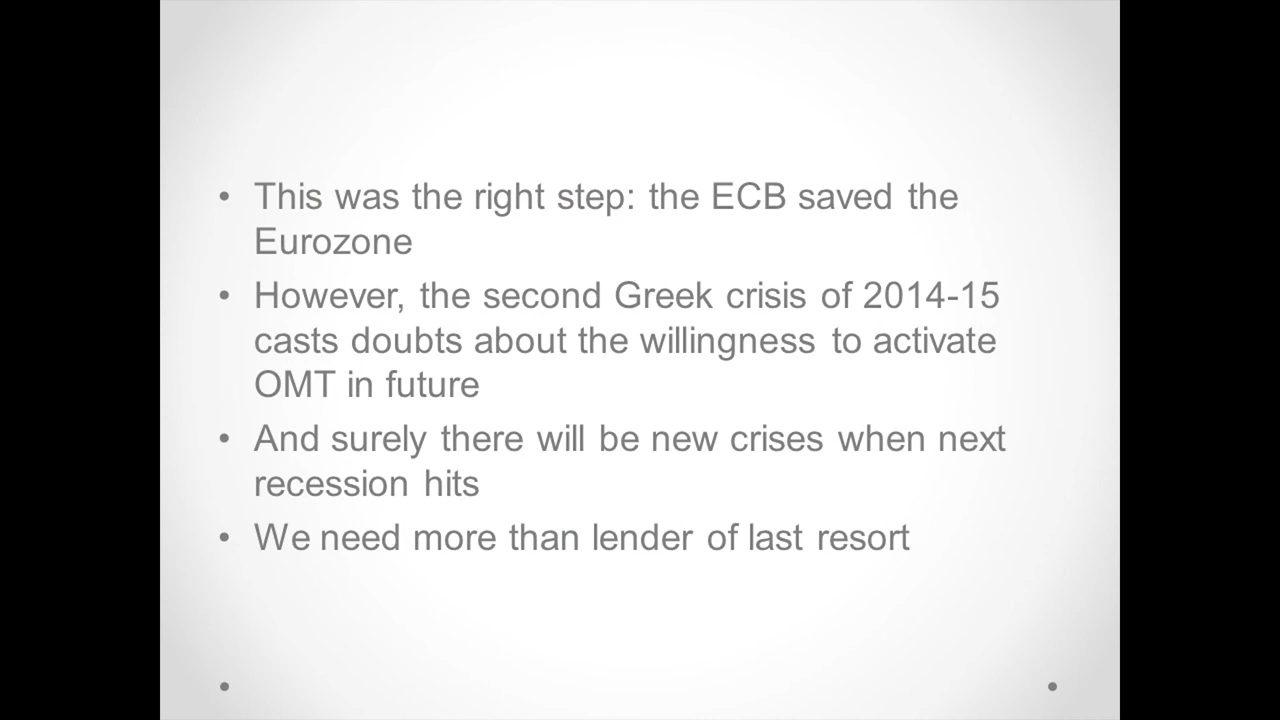 • This was the right step: the ECB saved the
Eurozone
• However, the second Greek crisis of 2014-15
casts doubts about the willingness to activate
OMT in future
• And surely there will be new crises when next
recession hits
• We need more than lender of last resort